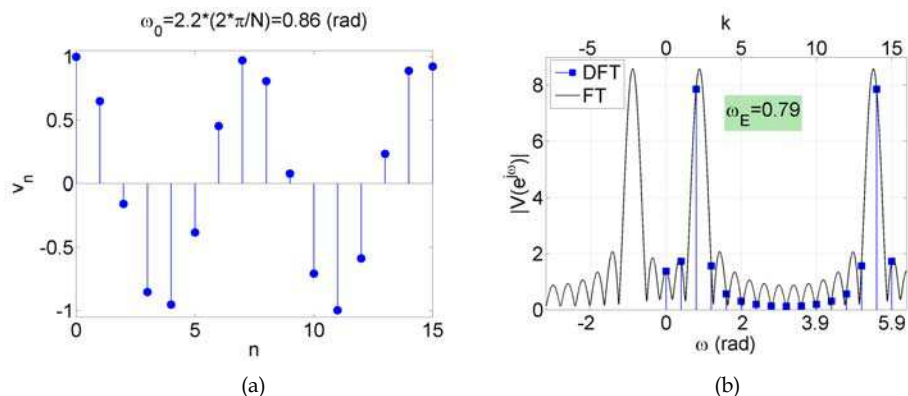 ω0=2.2*(2*π/N)=0.86 (rad)
1
0.5
0
-0.5
-1
vn
0 5 10 15
n
(a)
k
-5 0 5 10 15
DFT
FT
ωE=0.79
8
6
4
2
0
|V(e^jω)|
-2 0 2 3.9 5.9
ω (rad)
(b)